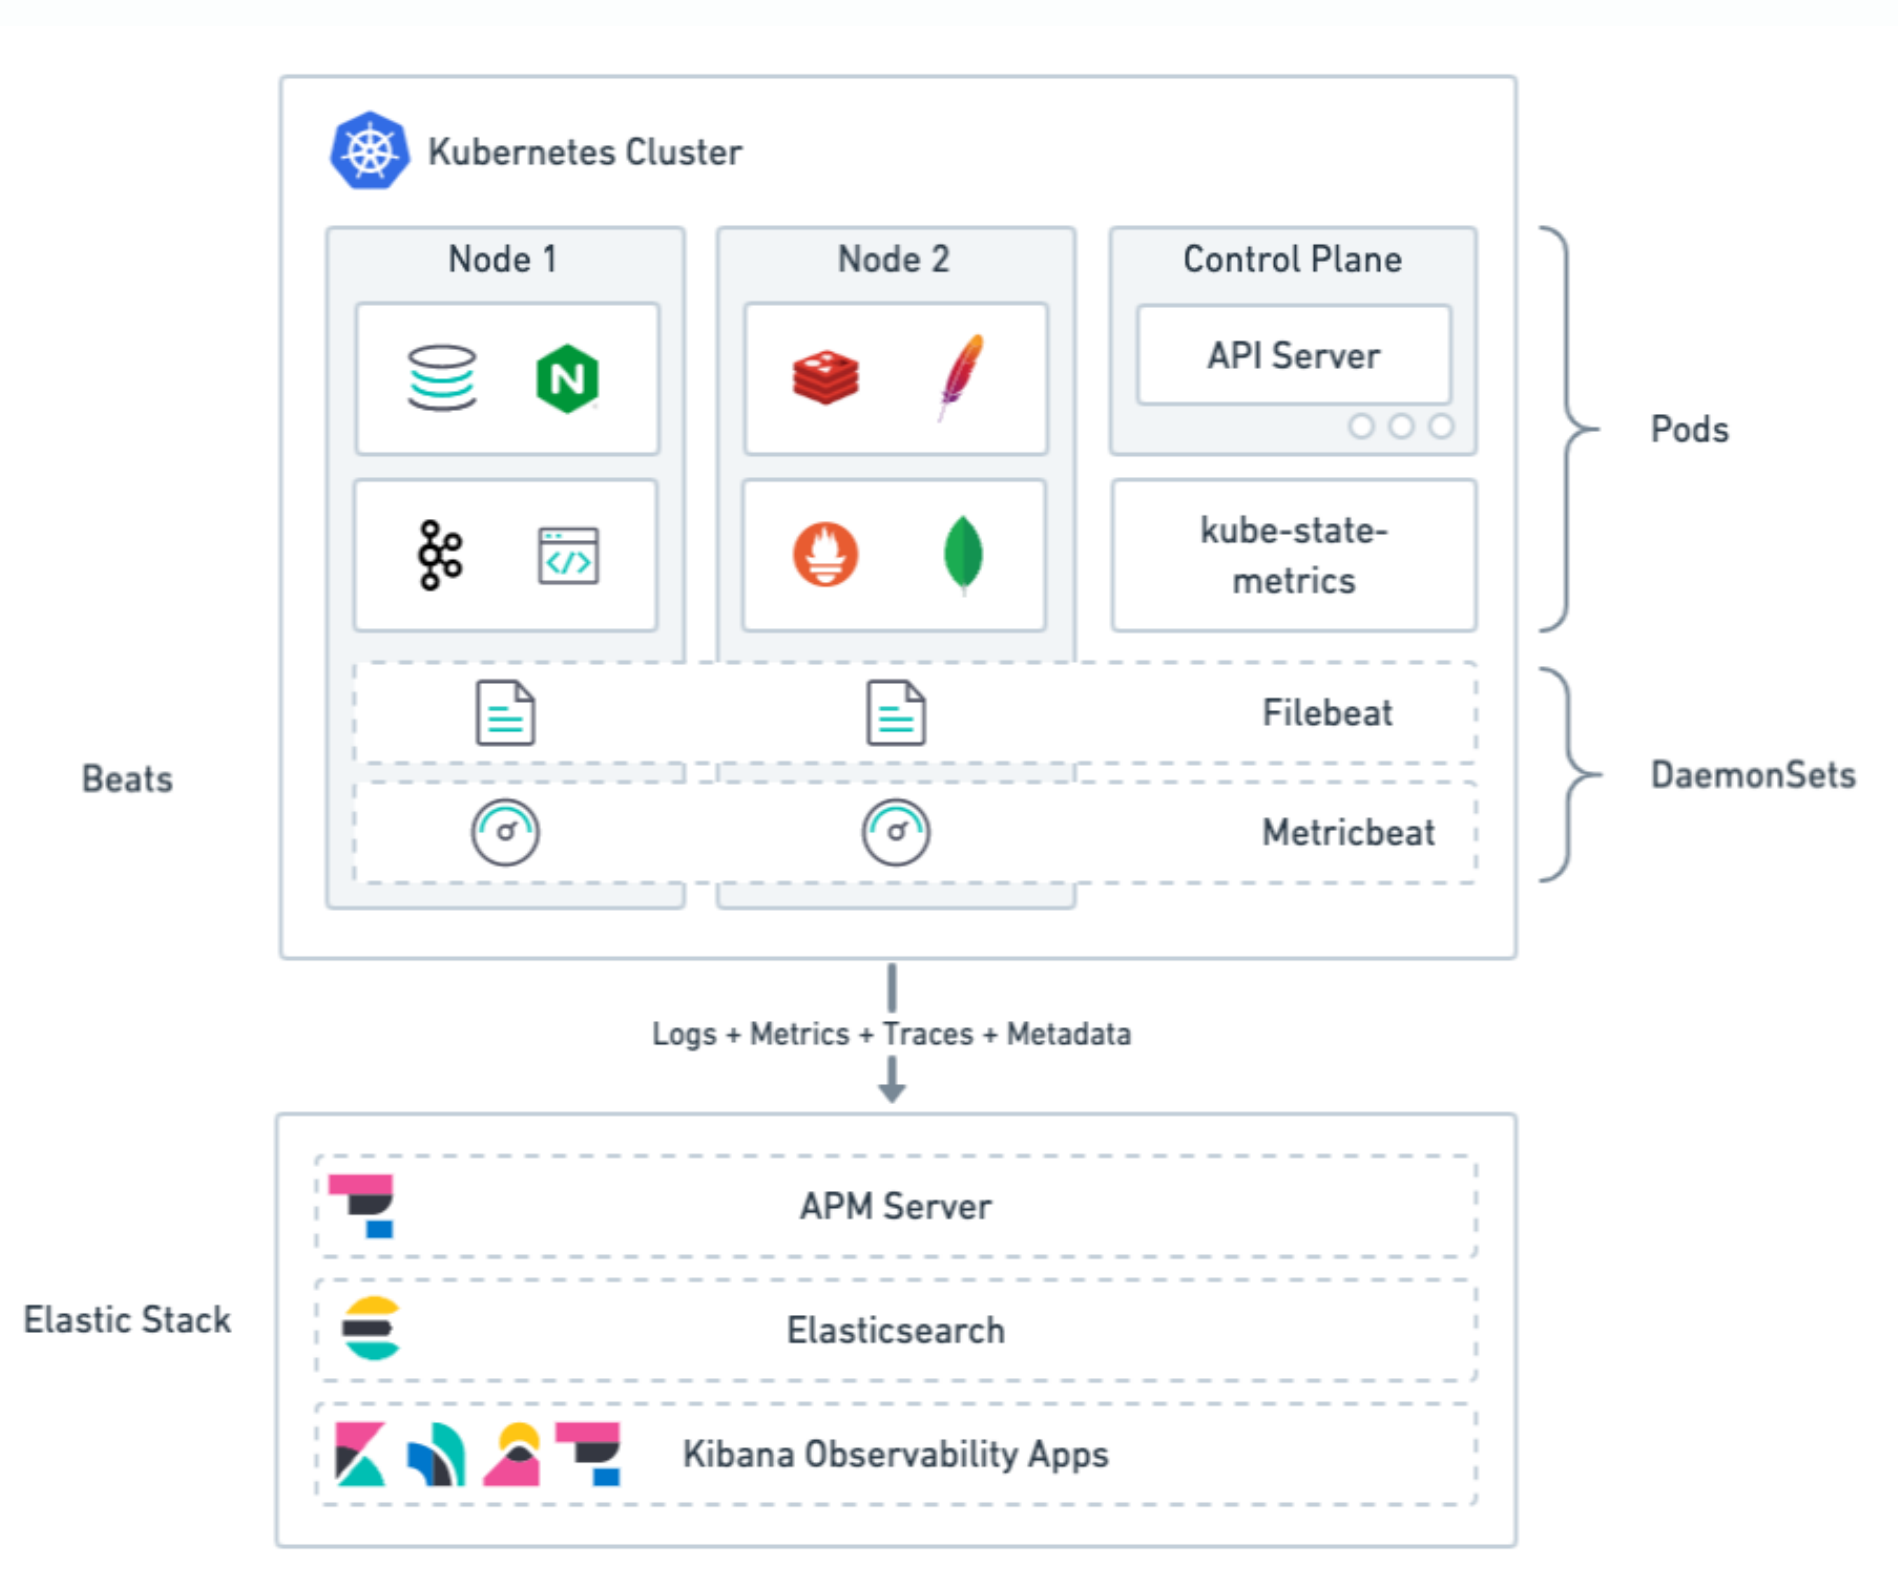 Kubernetes Cluster
Node 1
Node 2
Control Plane
API Server
kube-state-
metrics
Pods
Filebeat
Metricbeat
Beats
DaemonSets
Logs + Metrics + Traces + Metadata
APM Server
Elasticsearch
Kibana Observability Apps
Elastic Stack